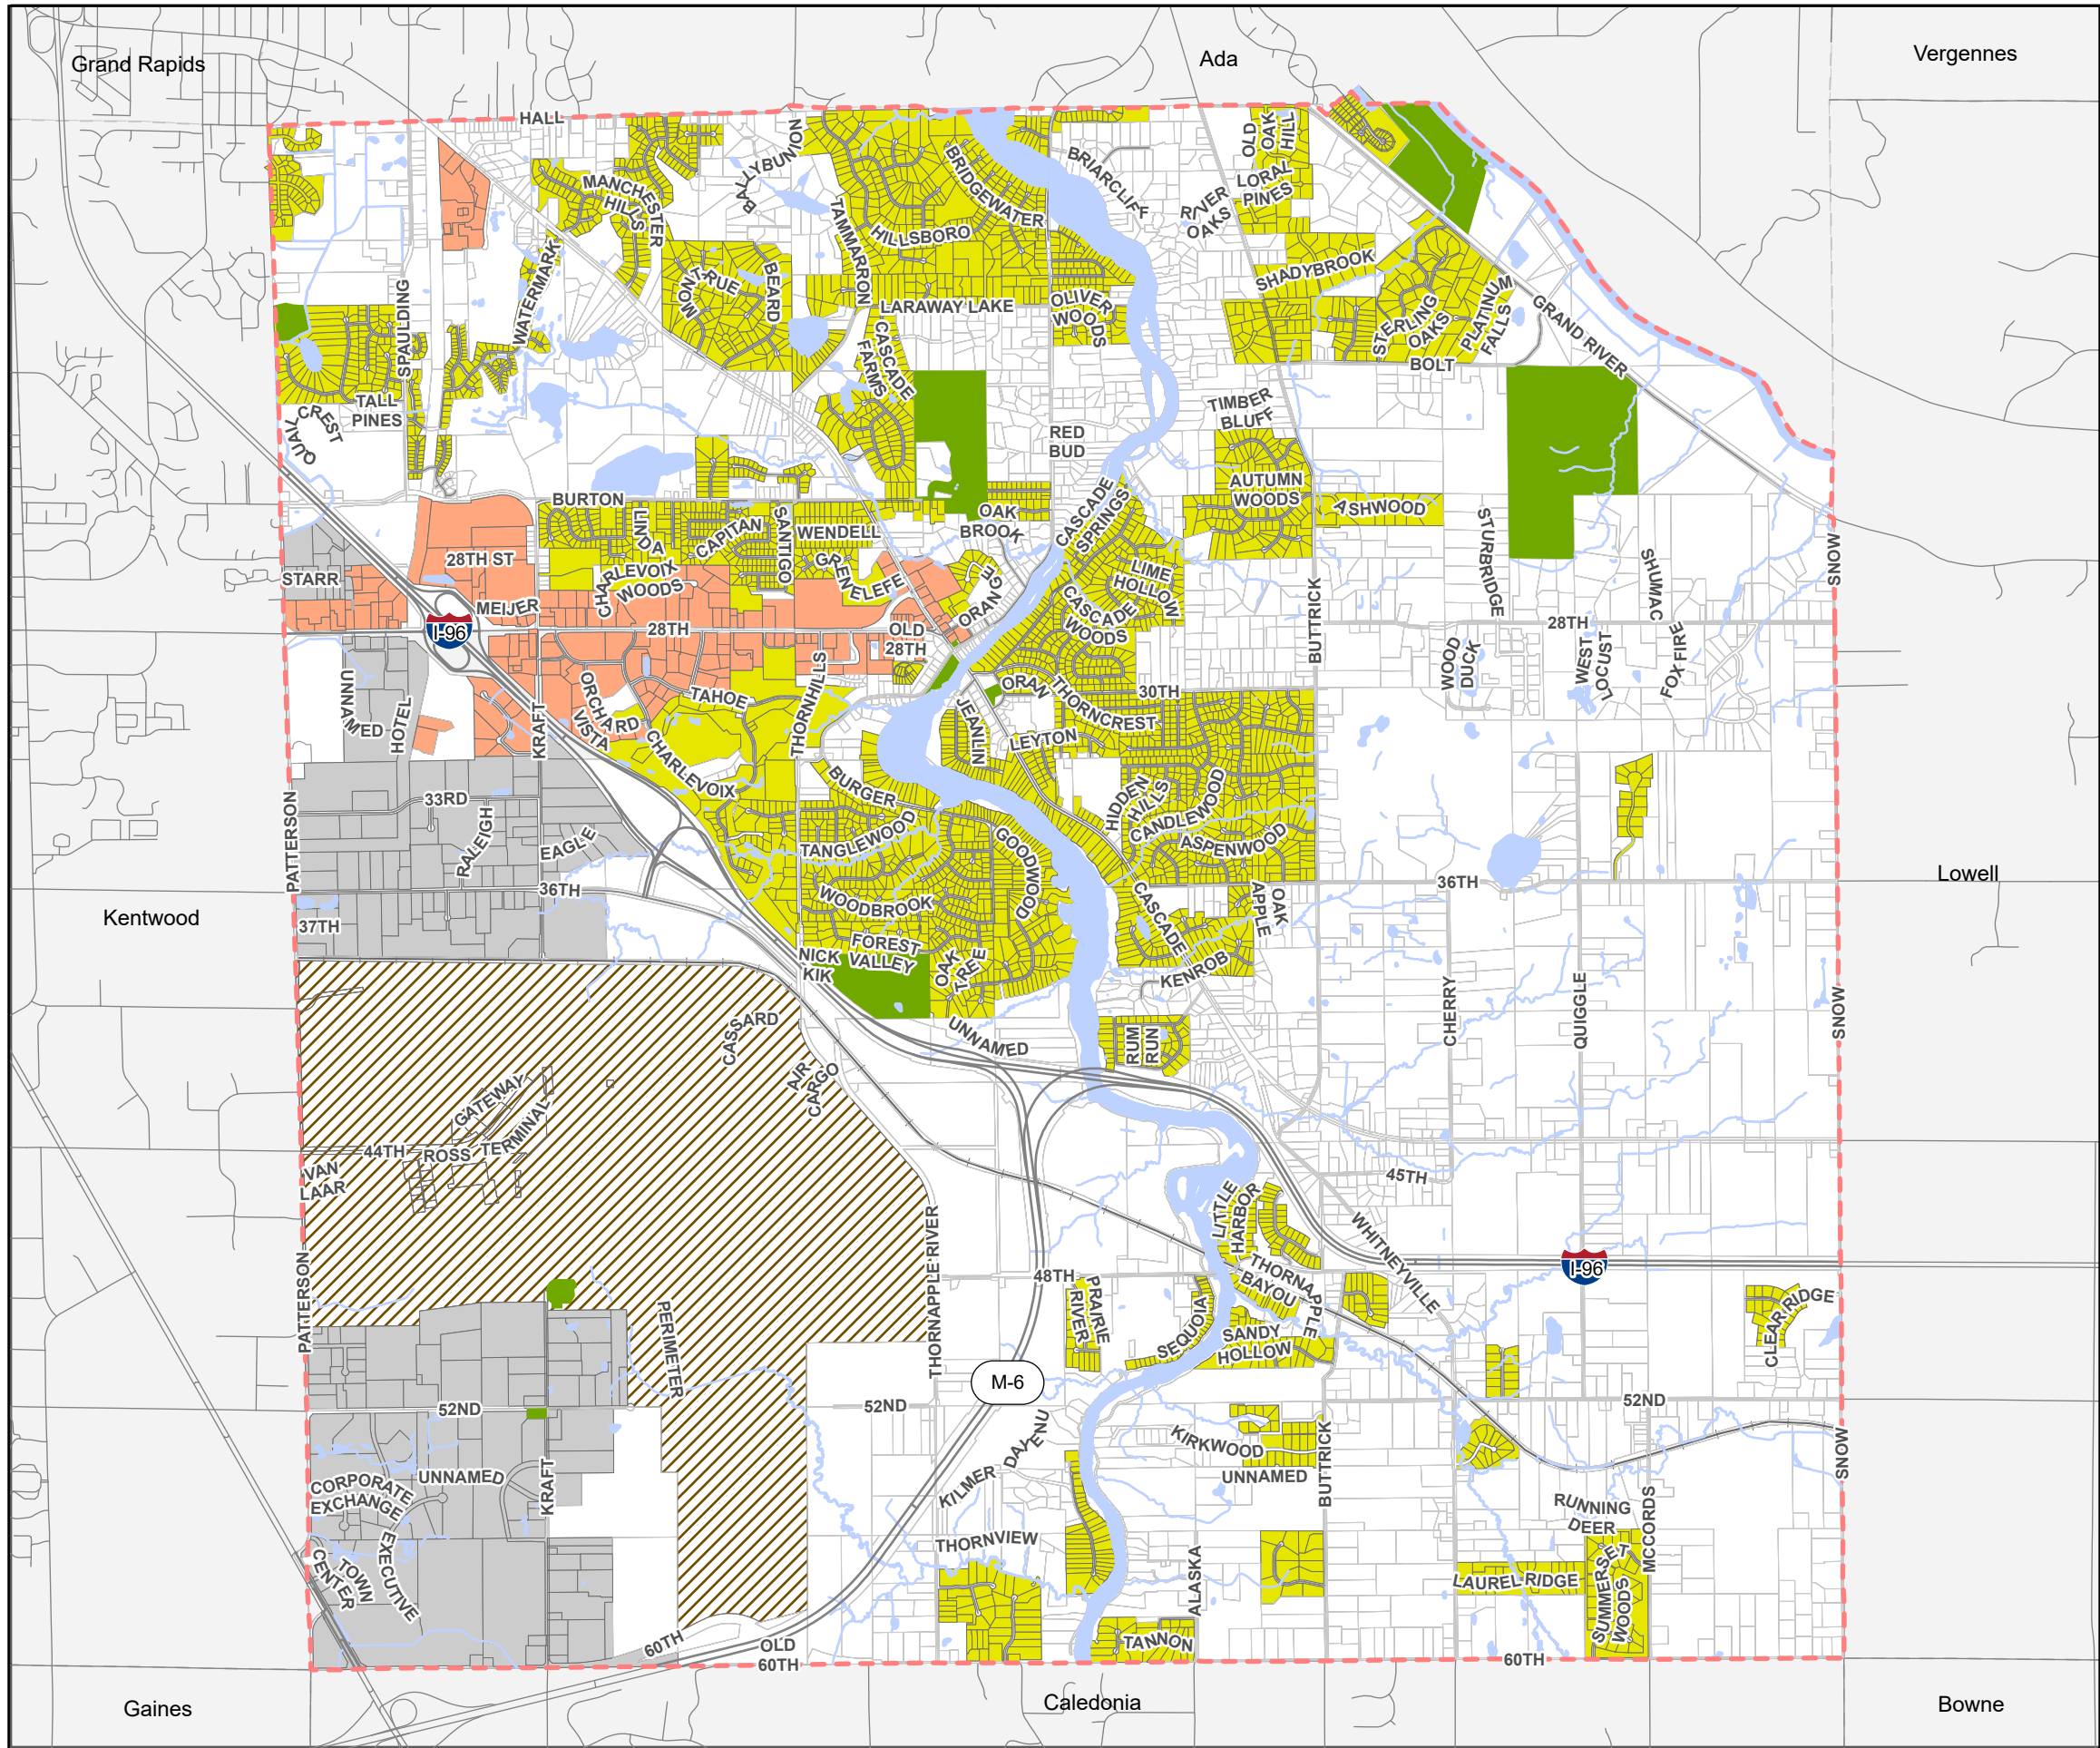 Grand Rapids
Ada
Vergennes
HALL
BALLYBUNION
BRIDGEWATER
BRIARCLIFF
OLD
OAK
HILL
LORAL
PINES
MANCHESTER
HILLS
TAMMARRON
HILLSBORO
RIVER
OAKS
WATERMARK
MONT-RUE
BEARD
SHADYBROOK
SPAULDING
LARAWAY LAKE
OLIVER
WOODS
STERLING
OAKS
PLATINUM
FALLS
GRAND RIVER
CASCADE
FARMS
BOLT
TALL
PINES
QUAIL
CREST
TIMBER
BLUFF
RED
BUD
AUTUMN
WOODS
ASHWOOD
BURTON
LINDA
CAPITAN
SANTIGO
WENDELL
OAK
BROOK
CASCADE
SPRINGS
STURBRIDGE
SHUMAC
SNOW
28TH ST
STARR
CHARLEVOIX
WOODS
GRENELEFE
ORANGE
LIME
HOLLOW
CASCADE
WOODS
MEIJER
I-96
28TH
OLD
28TH
BUTTRICK
28TH
WOOD
DUCK
WEST
LOCUST
FOX FIRE
UNNAMED
HOTEL
KRAFT
ORCHARD
VISTA
TAHOE
THORNHILLS
ORAN
30TH
THORNCREST
JEANLIN
LEYTON
CHARLEVOIX
BURGER
HIDDEN
HILLS
CANDLEWOOD
ASPENWOOD
PATTERSON
33RD
RALEIGH
EAGLE
TANGLEWOOD
GOODWOOD
36TH
36TH
Lowell
Kentwood
37TH
WOODBROOK
CASCADE
OAK
APPLE
FOREST
VALLEY
NICK
KIK
OAK
TREE
KENROB
CHERRY
QUIGGLE
SNOW
CASSARD
UNNAMED
RUM
RUN
AIR
CARGO
GATEWAY
TERMINAL
44TH
ROSS
VAN
LAAR
45TH
LITTLE
HARBOR
WHITNEYVILLE
THORNAPPLE RIVER
PATTERSON
48TH
THORNAPPLE
BAYOU
I-96
PRAIRIE
RIVER
SEQUOIA
SANDY
HOLLOW
CLEAR RIDGE
PERIMETER
M-6
52ND
52ND
52ND
DAYENU
KIRKWOOD
UNNAMED
BUTTRICK
SNOW
CORPORATE
EXCHANGE
UNNAMED
KRAFT
KILMER
RUNNING
DEER
MCCORDS
EXECUTIVE
TOWN
CENTER
THORNVIEW
ALASKA
LAUREL RIDGE
SUMMERSET
WOODS
60TH
OLD
60TH
TANNON
60TH
Gaines
Caledonia
Bowne